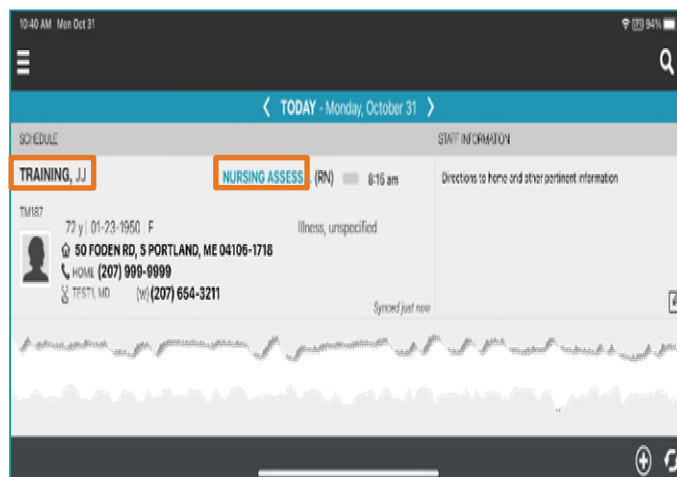 10:40 AM Mon Oct 31
94%
TODAY - Monday, October 31
SCHEDULE STAFF INFORMATION
TRAINING, JJ NURSING ASSESS (RN) 8:15 am Directions to home and other pertinent information
TM187
72 y | 01-23-1950 | F Illness, unspecified
50 FODEN RD, S PORTLAND, ME 04106-1718
HOME (207) 999-9999
TEST1, MD (w) (207) 654-3211
Synced just now